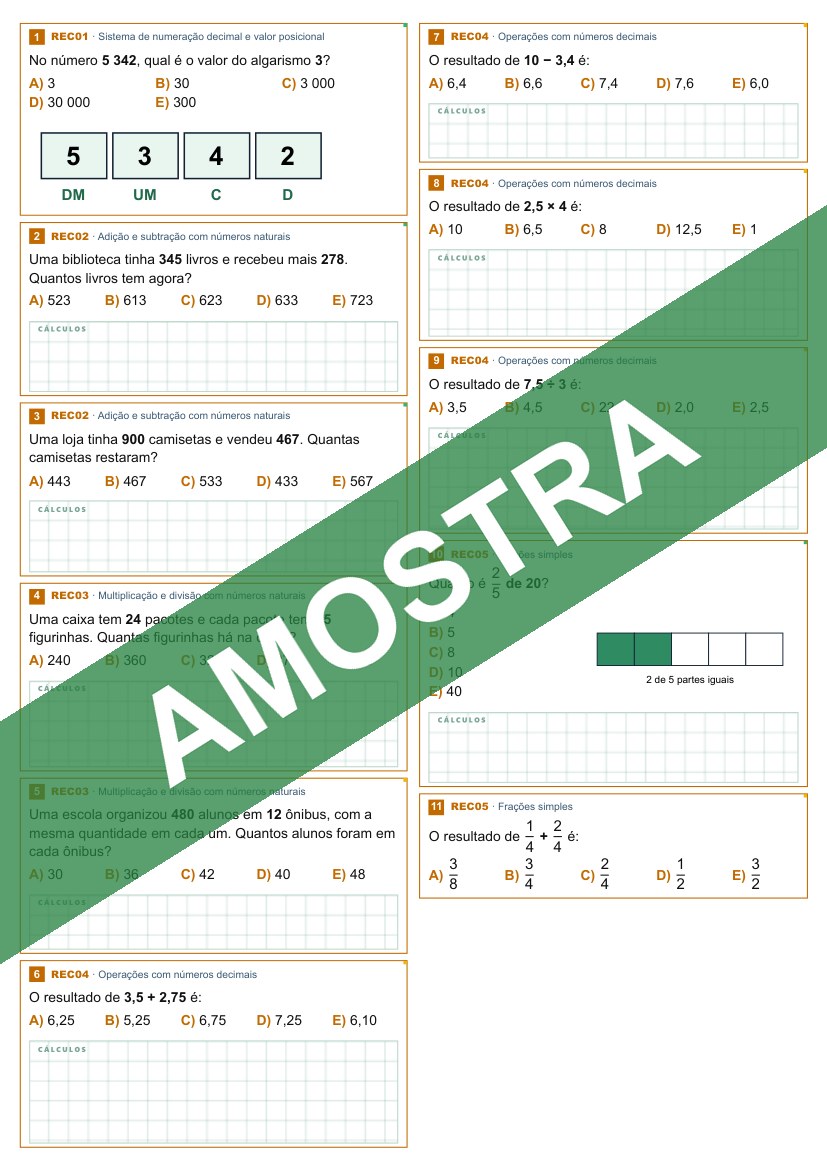 1 REC01 · Sistema de numeração decimal e valor posicional
No número 5 342, qual é o valor do algarismo 3?
A) 3 B) 30 C) 3 000
D) 30 000 E) 300
5 3 4 2
DM UM C D
2 REC02 · Adição e subtração com números naturais
Uma biblioteca tinha 345 livros e recebeu mais 278.
Quantos livros tem agora?
A) 523 B) 613 C) 623 D) 633 E) 723
CÁLCULOS
3 REC02 · Adição e subtração com números naturais
Uma loja tinha 900 camisetas e vendeu 467. Quantas
camisetas restaram?
A) 443 B) 467 C) 533 D) 433 E) 567
CÁLCULOS
4 REC03 · Multiplicação e divisão com números naturais
Uma caixa tem 24 pacotes e cada pacote tem 5
figurinhas. Quantas figurinhas há na
A) 240 B) 360 C)
CÁLCULOS
5 REC03 · Multiplicação e divisão com números naturais
Uma escola organizou 480 alunos em 12 ônibus, com a
mesma quantidade em cada um. Quantos alunos foram em
cada ônibus?
A) 30 B) 36 C) 42 D) 40 E) 48
CÁLCULOS
6 REC04 · Operações com números decimais
O resultado de 3,5 + 2,75 é:
A) 6,25 B) 5,25 C) 6,75 D) 7,25 E) 6,10
CÁLCULOS
7 REC04 · Operações com números decimais
O resultado de 10 − 3,4 é:
A) 6,4 B) 6,6 C) 7,4 D) 7,6 E) 6,0
CÁLCULOS
8 REC04 · Operações com números decimais
O resultado de 2,5 × 4 é:
A) 10 B) 6,5 C) 8 D) 12,5 E) 1
CÁLCULOS
9 REC04 · Operações com números decimais
O resultado de 7,5 ÷ 3 é:
A) 3,5 B) 4,5 C) D) 2,0 E) 2,5
CÁLCULOS
10 REC05 · Frações simples
Quanto é 2/5 de 20?
B) 5
C) 8
D) 10
E) 40
2 de 5 partes iguais
CÁLCULOS
11 REC05 · Frações simples
O resultado de 1/4 + 2/4 é:
A) 3/8 B) 3/4 C) 2/4 D) 1/2 E) 3/2
AMOSTRA